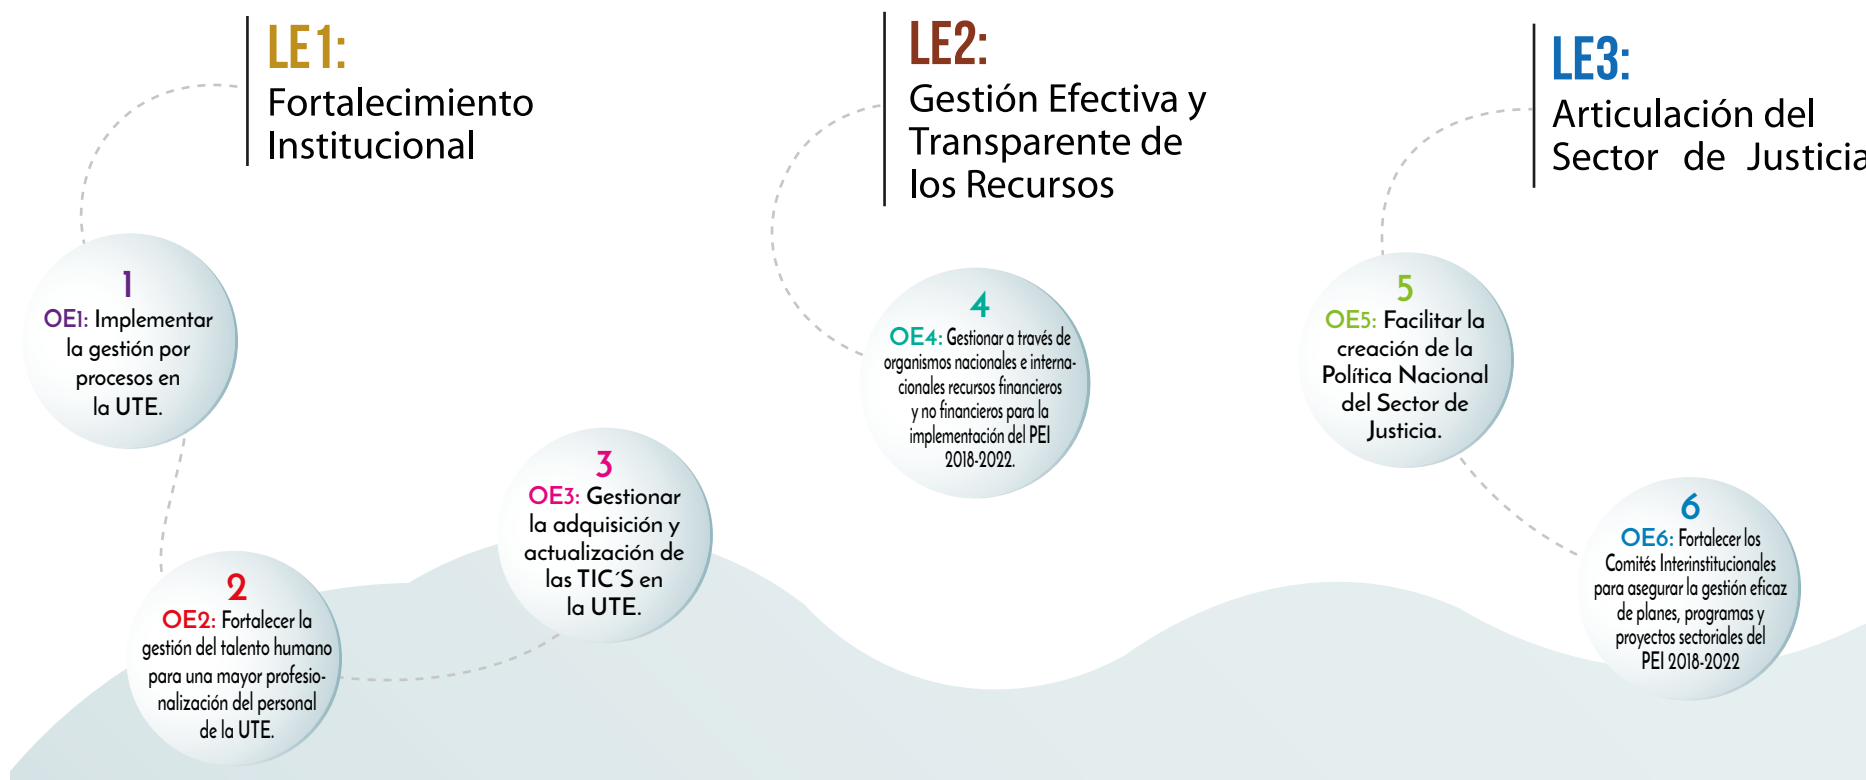 LE1:
Fortalecimiento
Institucional
1
OE1: Implementar
la gestión por
procesos en
la UTE.
2
OE2: Fortalecer la
gestión del talento humano
para una mayor profesio-
nalización del personal
de la UTE.
3
OE3: Gestionar
la adquisición y
actualización de
las TIC´S en
la UTE.
LE2:
Gestión Efectiva y
Transparente de
los Recursos
4
OE4: Gestionar a través de
organismos nacionales e interna-
cionales recursos financieros
y no financieros para la
implementación del PEI
2018-2022.
LE3:
Articulación del
Sector de Justicia
5
OE5: Facilitar la
creación de la
Política Nacional
del Sector de
Justicia.
6
OE6: Fortalecer los
Comités Interinstitucionales
para asegurar la gestión eficaz
de planes, programas y
proyectos sectoriales del
PEI 2018-2022